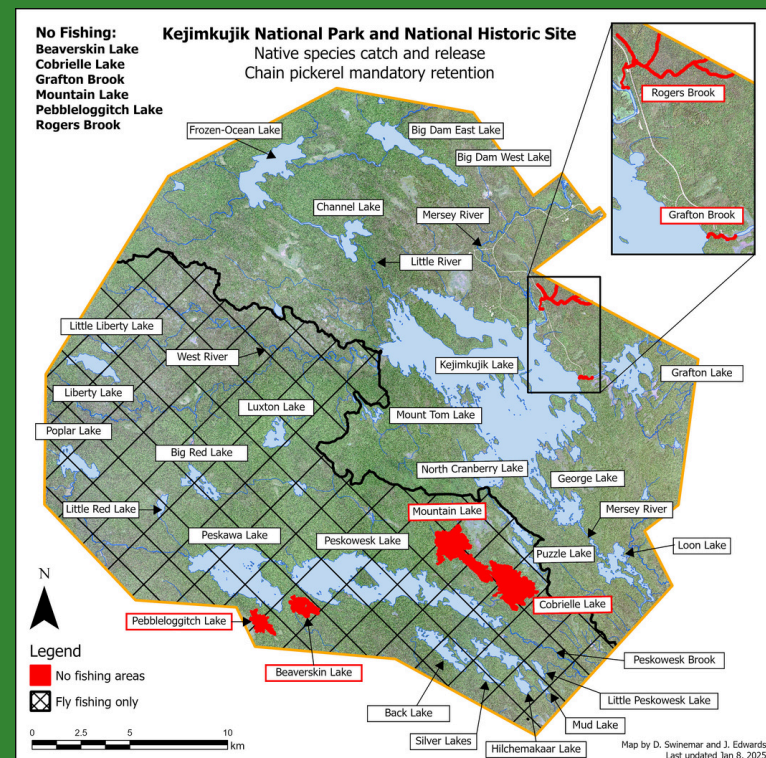 No Fishing:
Beaverskin Lake
Cobrielle Lake
Grafton Brook
Mountain Lake
Pebbleloggitch Lake
Rogers Brook
Kejimkujik National Park and National Historic Site
Native species catch and release
Chain pickerel mandatory retention
Rogers Brook
Grafton Brook
Frozen-Ocean Lake
Big Dam East Lake
Big Dam West Lake
Channel Lake
Mersey River
Little River
Little Liberty Lake
West River
Kejimkujik Lake
Grafton Lake
Liberty Lake
Luxton Lake
Mount Tom Lake
Poplar Lake
Big Red Lake
North Cranberry Lake
George Lake
Little Red Lake
Mountain Lake
Mersey River
Peskawa Lake
Peskowesk Lake
Puzzle Lake
Loon Lake
Cobrielle Lake
Pebbleloggitch Lake
Beaverskin Lake
Peskowesk Brook
Little Peskowesk Lake
Back Lake
Mud Lake
Silver Lakes
Hilchemakaar Lake
N
Legend
No fishing areas
Fly fishing only
0 2.5 5 10
km
Map by D. Swinemar and J. Edwards
Last updated Jan 8, 2025